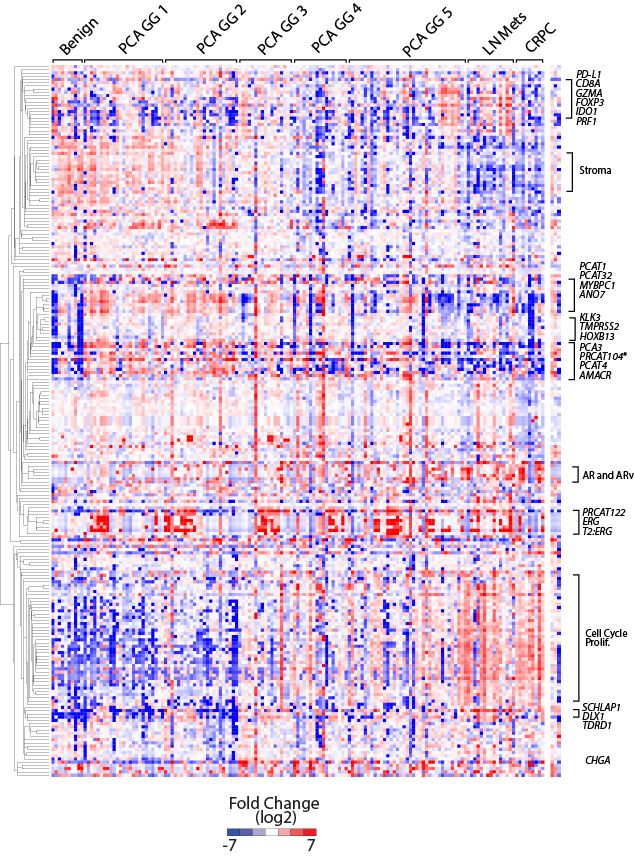 Benign
PCA GG 1
PCA GG 2
PCA GG 3
PCA GG 4
PCA GG 5
LN Mets
CRPC
PD-L1
CD8A
GZMA
FOXP3
IDO1
PRF1
Stroma
PCAT1
PCAT32
MYBPC1
ANO7
KLK3
TMPRSS2
HOXB13
PCA3
PRCAT104*
PCAT4
AMACR
AR and ARv
PRCAT122
ERG
T2:ERG
Cell Cycle
Prolif.
SCHLAP1
DLX1
TDRD1
CHGA
Fold Change
(log2)
-7 7